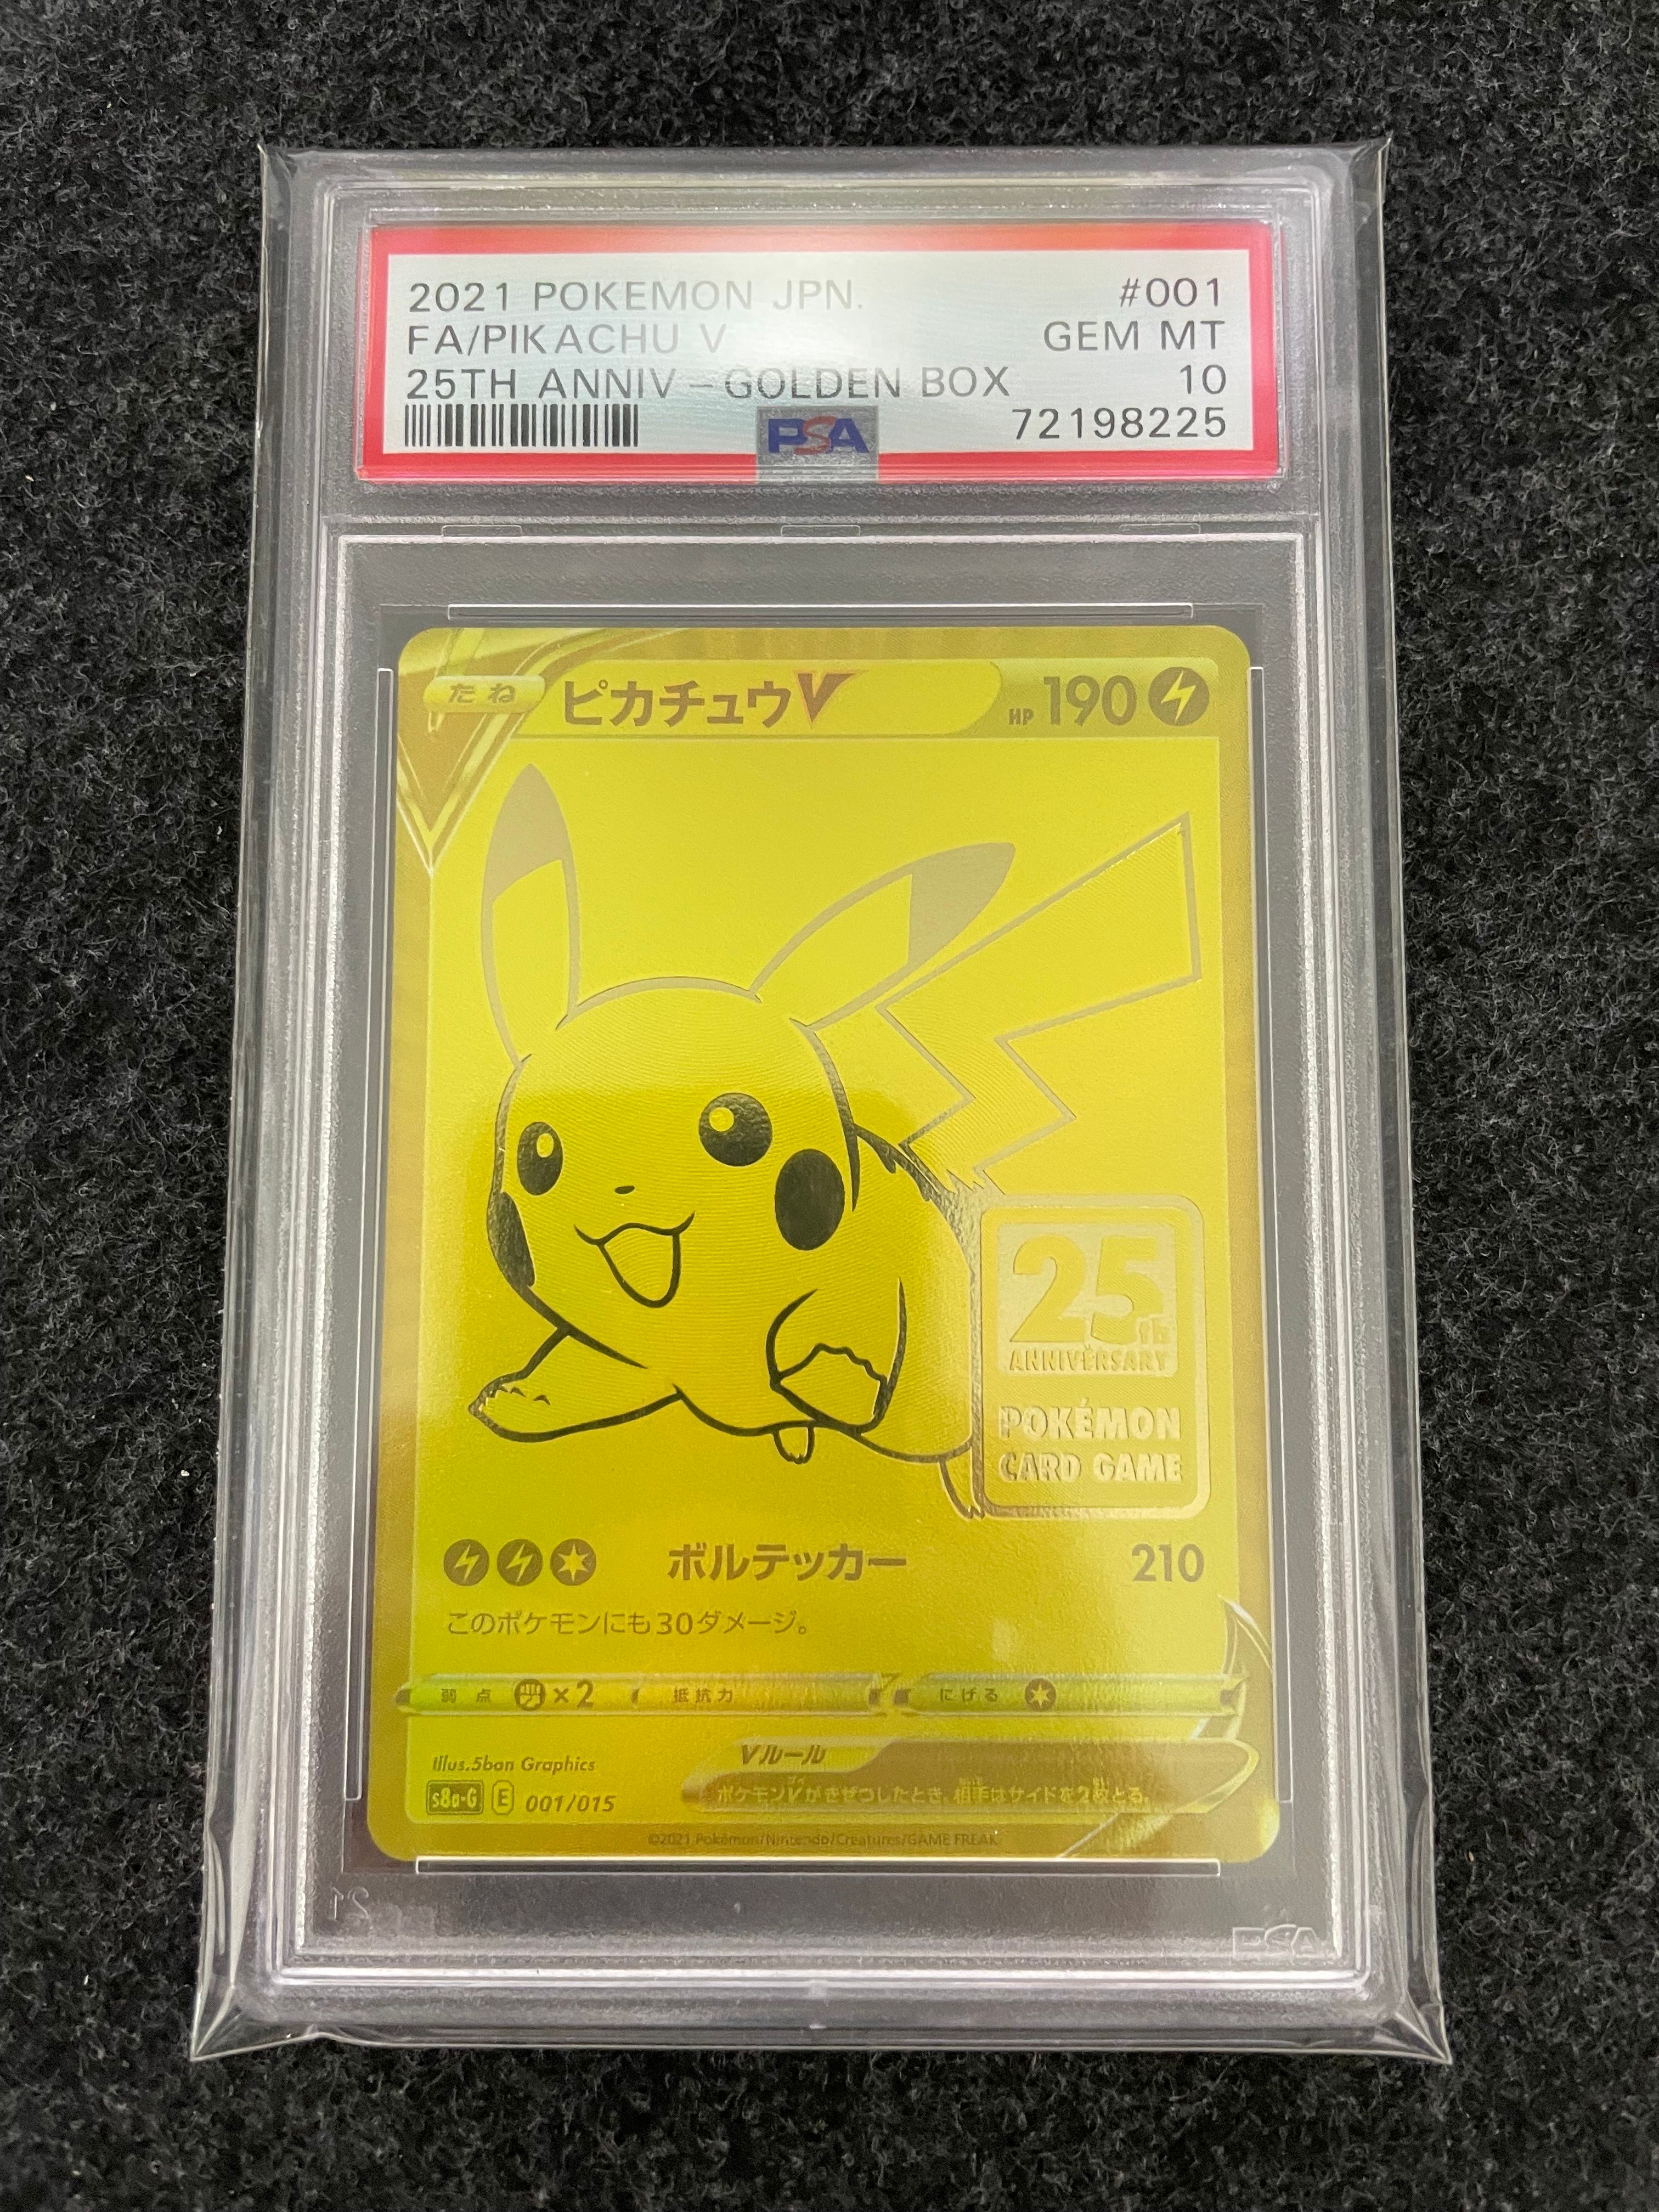 2021 POKEMON JPN. #001
FA/PIKACHU V GEM MT
25TH ANNIV-GOLDEN BOX 10
PSA 72198225
たね ピカチュウV HP 190
25th
ANNIVERSARY
POKÉMON
CARD GAME
ボルテッカー 210
このポケモンにも30ダメージ。
弱点 ×2 抵抗力 にげる
Illus.5ban Graphics
Vルール
s8a-G E 001/015
ポケモンVがきぜつしたとき、相手はサイドを2枚とる。
©2021 Pokémon/Nintendo/Creatures/GAME FREAK
PSA